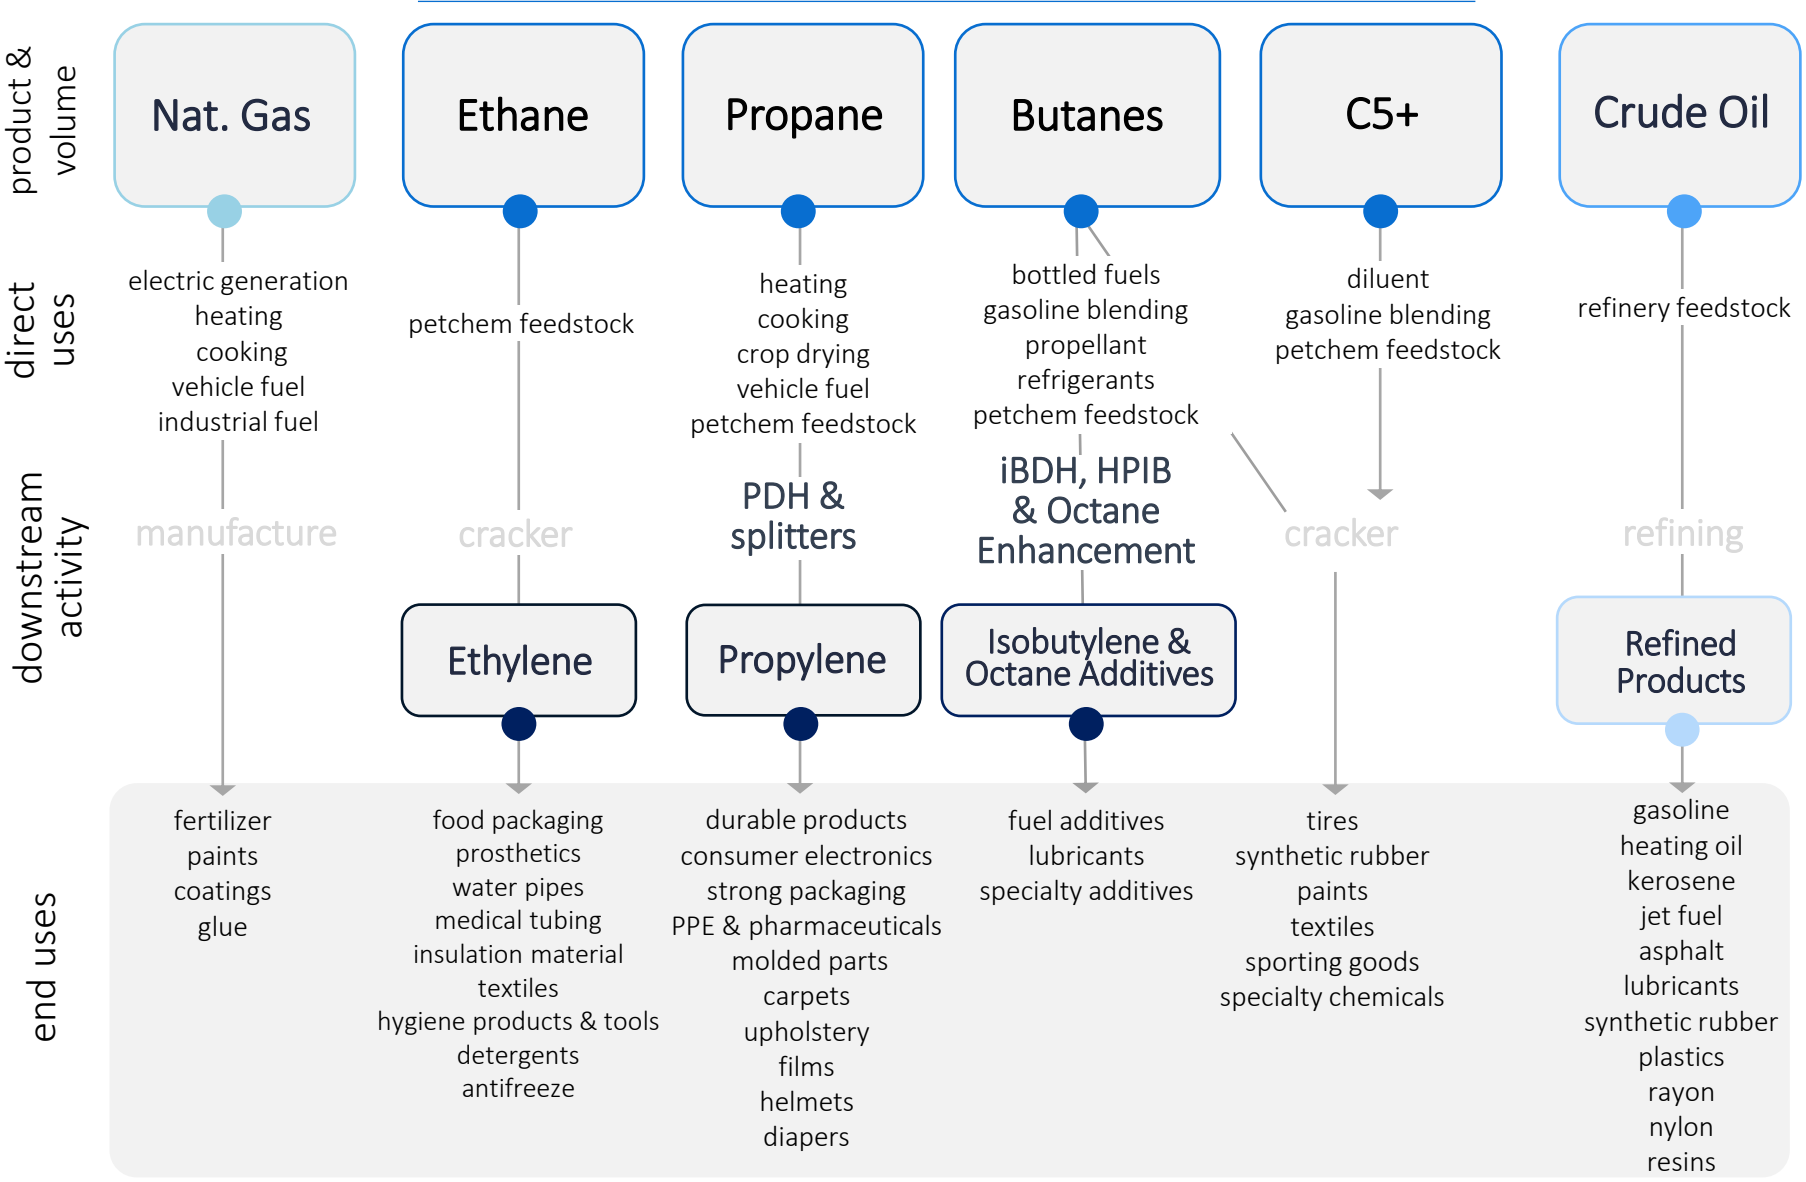 product &
volume
Nat. Gas
Ethane
Propane
Butanes
C5+
Crude Oil
direct
uses
electric generation
heating
cooking
vehicle fuel
industrial fuel
petchem feedstock
heating
cooking
crop drying
vehicle fuel
petchem feedstock
bottled fuels
gasoline blending
propellant
refrigerants
petchem feedstock
diluent
gasoline blending
petchem feedstock
refinery feedstock
downstream
activity
manufacture
cracker
PDH &
splitters
iBDH, HPIB
& Octane
Enhancement
cracker
refining
Ethylene
Propylene
Isobutylene &
Octane Additives
Refined
Products
end uses
fertilizer
paints
coatings
glue
food packaging
prosthetics
water pipes
medical tubing
insulation material
textiles
hygiene products & tools
detergents
antifreeze
durable products
consumer electronics
strong packaging
PPE & pharmaceuticals
molded parts
carpets
upholstery
films
helmets
diapers
fuel additives
lubricants
specialty additives
tires
synthetic rubber
paints
textiles
sporting goods
specialty chemicals
gasoline
heating oil
kerosene
jet fuel
asphalt
lubricants
synthetic rubber
plastics
rayon
nylon
resins